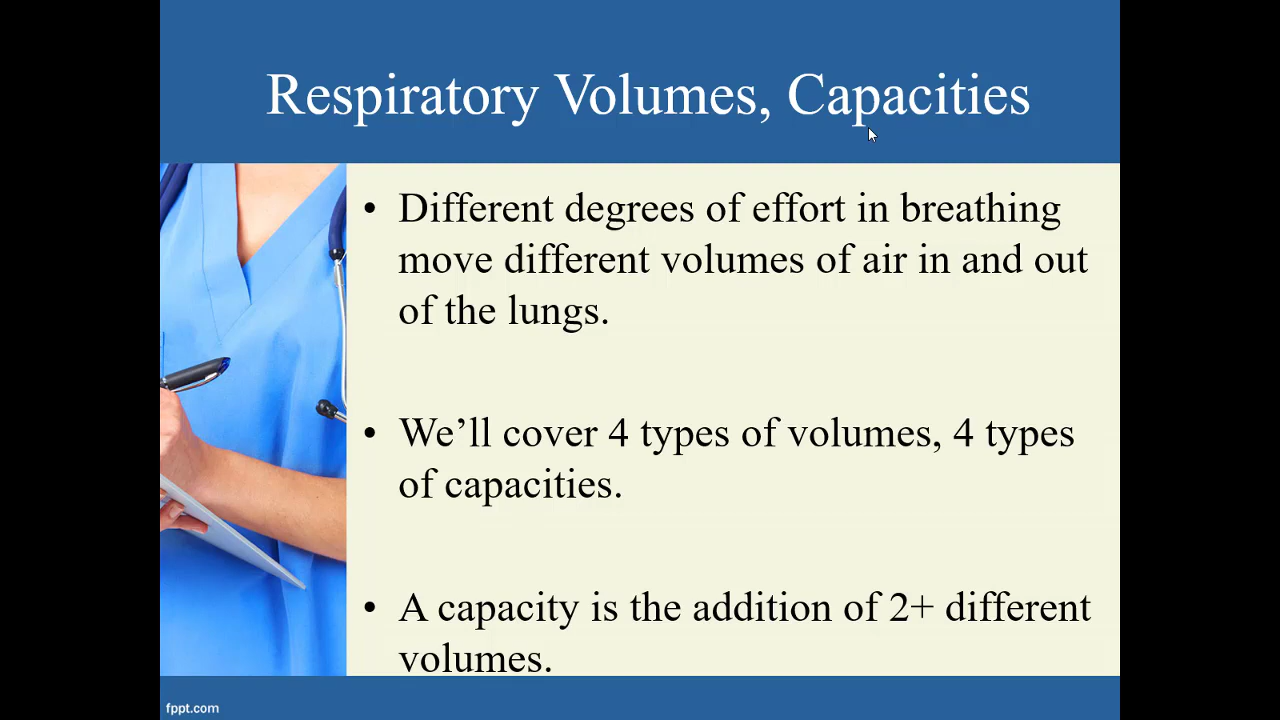 Respiratory Volumes, Capacities
• Different degrees of effort in breathing
move different volumes of air in and out
of the lungs.
• We’ll cover 4 types of volumes, 4 types
of capacities.
• A capacity is the addition of 2+ different
volumes.
fppt.com